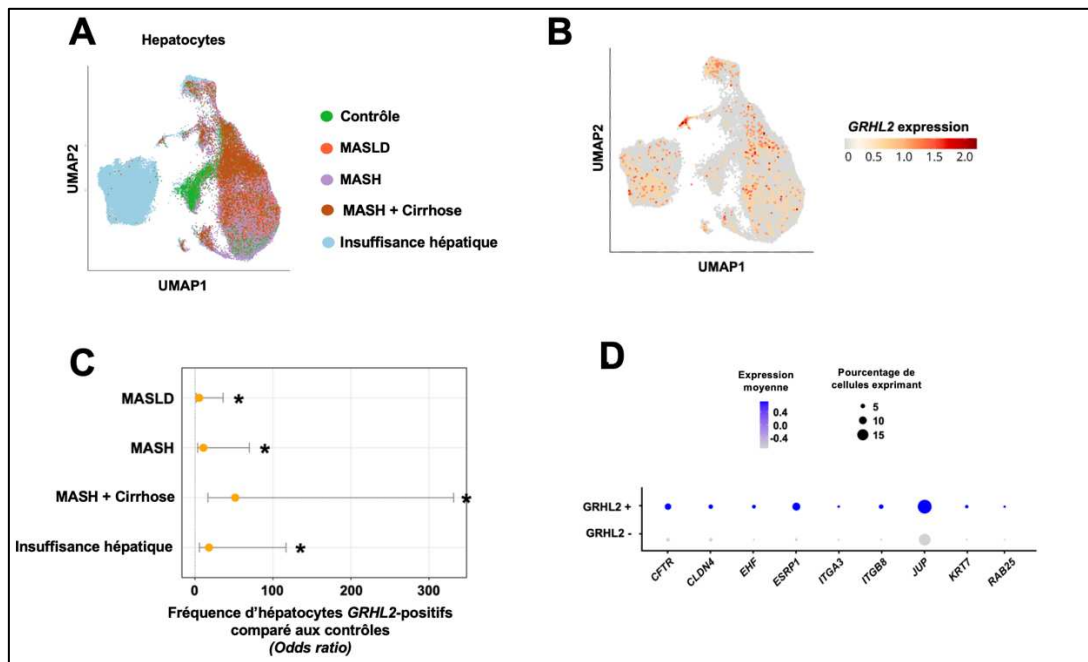 A
Hepatocytes
UMAP2
UMAP1
Contrôle
MASLD
MASH
MASH + Cirrhose
Insuffisance hépatique
B
UMAP2
UMAP1
GRHL2 expression
0 0.5 1.0 1.5 2.0
C
MASLD
MASH
MASH + Cirrhose
Insuffisance hépatique
*
*
*
*
0 100 200 300
Fréquence d'hépatocytes GRHL2-positifs
comparé aux contrôles
(Odds ratio)
D
Expression
moyenne
0.4
0.0
-0.4
Pourcentage de
cellules exprimant
5
10
15
GRHL2 +
GRHL2 -
CFTR
CLDN4
EHF
ESRP1
ITGA3
ITGB8
JUP
KRT7
RAB25